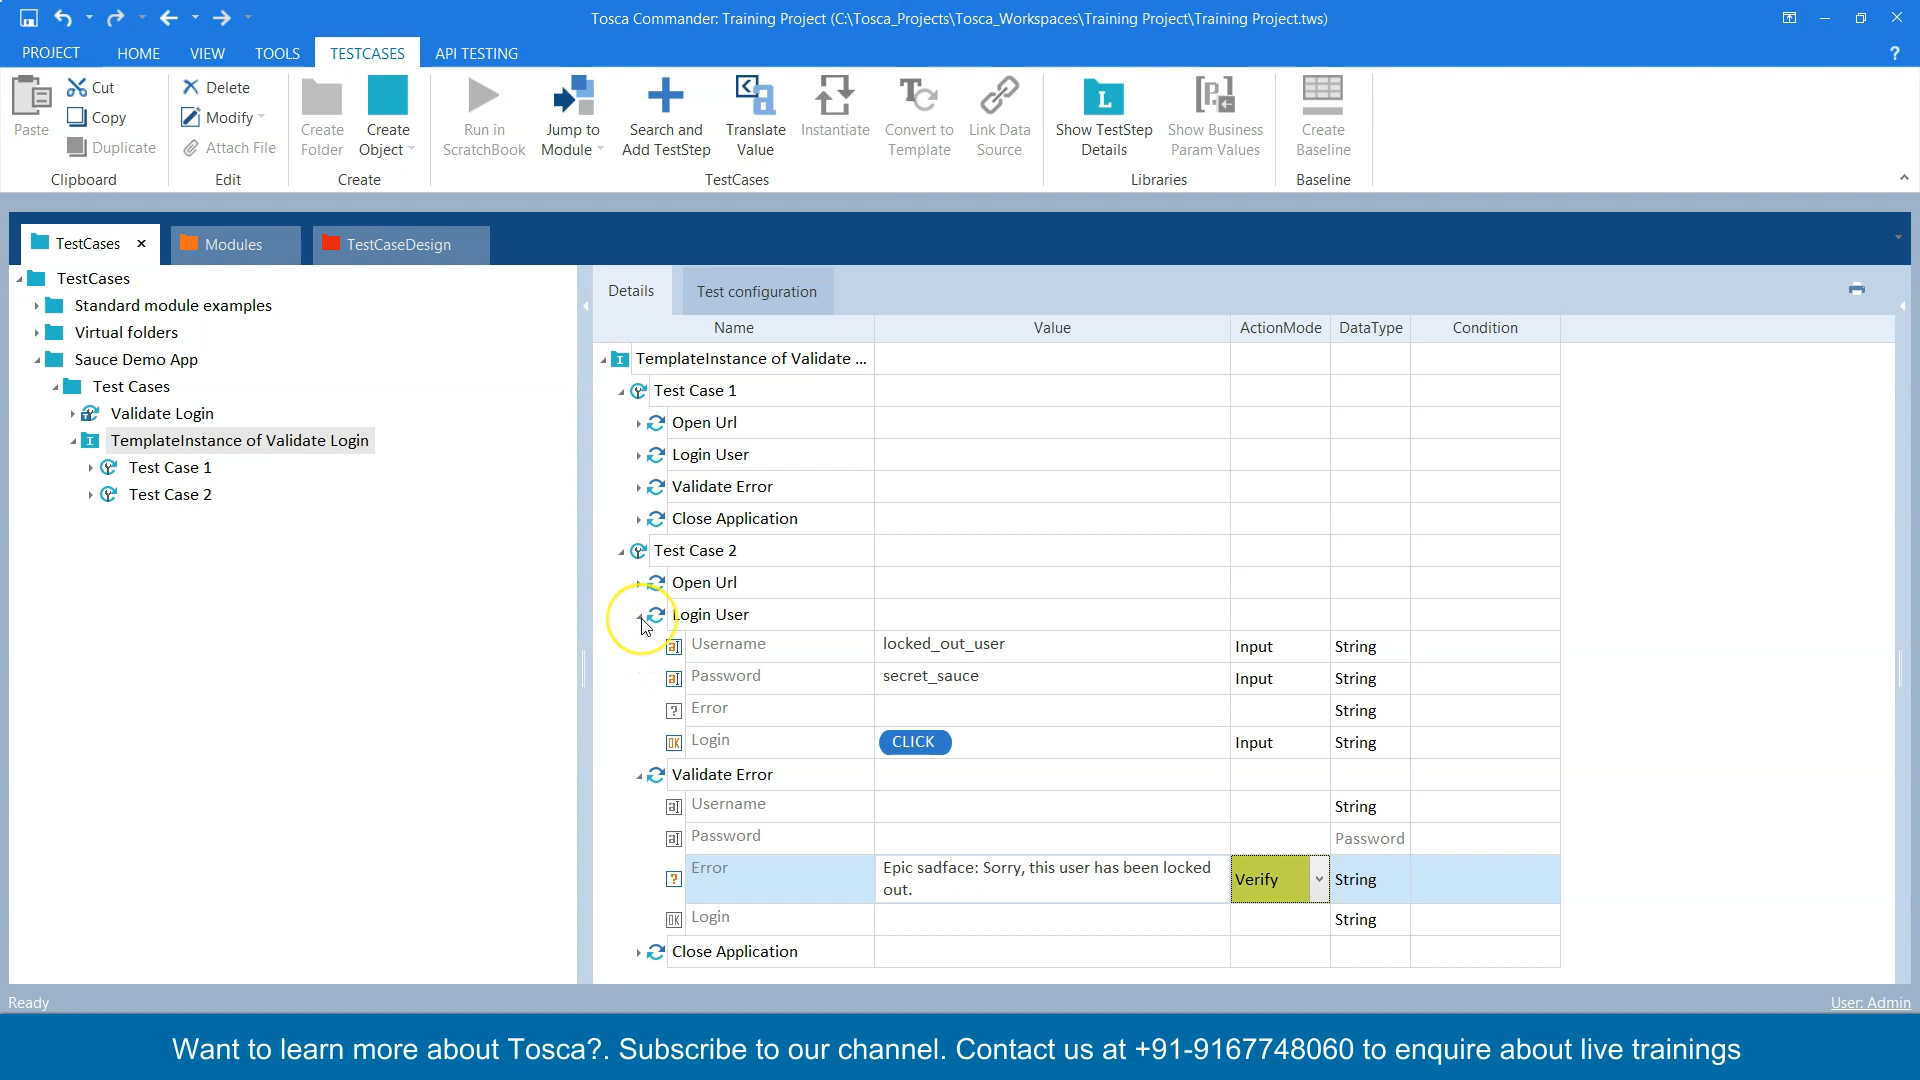 Tosca Commander: Training Project (C:\Tosca_Projects\Tosca_Workspaces\Training Project\Training Project.tws)
PROJECT HOME VIEW TOOLS TESTCASES API TESTING ?
Paste Cut Copy Duplicate
Clipboard
Delete Modify Attach File
Edit
Create Folder Create Object
Create
Run in ScratchBook Jump to Module Search and Add TestStep Translate Value Instantiate Convert to Template Link Data Source
TestCases
L Show TestStep Details Show Business Param Values
Libraries
Create Baseline
Baseline
TestCases Modules TestCaseDesign
TestCases
Standard module examples
Virtual folders
Sauce Demo App
Test Cases
Validate Login
TemplateInstance of Validate Login
Test Case 1
Test Case 2
Details Test configuration
Name Value ActionMode DataType Condition
TemplateInstance of Validate ...
Test Case 1
Open Url
Login User
Validate Error
Close Application
Test Case 2
Open Url
Login User
Username locked_out_user Input String
Password secret_sauce Input String
Error String
Login CLICK Input String
Validate Error
Username String
Password Password
Error Epic sadface: Sorry, this user has been locked out. Verify String
Login String
Close Application
Ready User: Admin
Want to learn more about Tosca?. Subscribe to our channel. Contact us at +91-9167748060 to enquire about live trainings